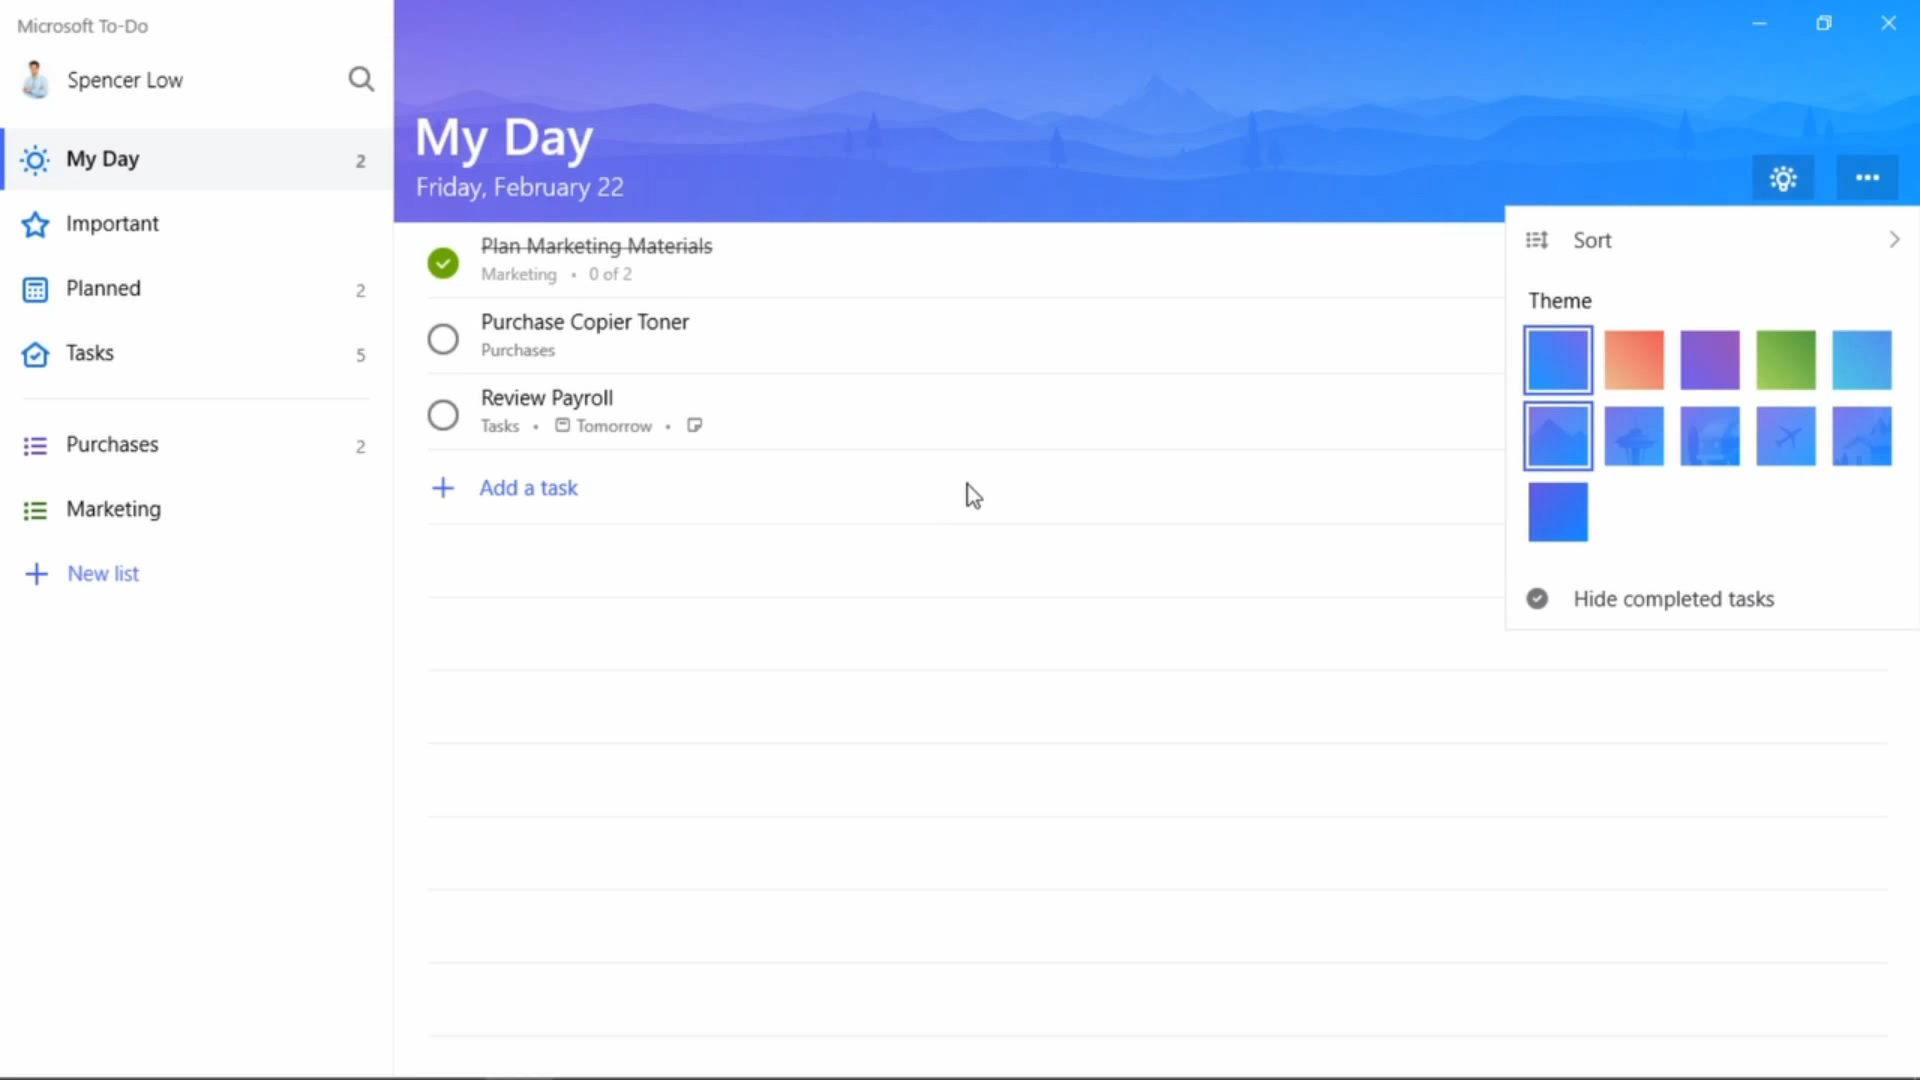 Microsoft To-Do
Spencer Low
My Day 2
Important
Planned 2
Tasks 5
Purchases 2
Marketing
New list
My Day
Friday, February 22
Plan Marketing Materials
Marketing • 0 of 2
Purchase Copier Toner
Purchases
Review Payroll
Tasks • Tomorrow •
Add a task
Sort
Theme
Hide completed tasks